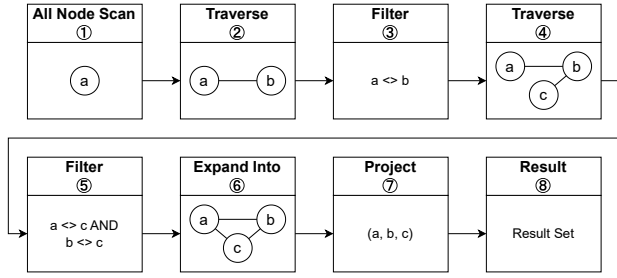 All Node Scan
①
a
Traverse
②
a
b
Filter
③
a <> b
Traverse
④
a
b
c
Filter
⑤
a <> c AND
b <> c
Expand Into
⑥
a
b
c
Project
⑦
(a, b, c)
Result
⑧
Result Set